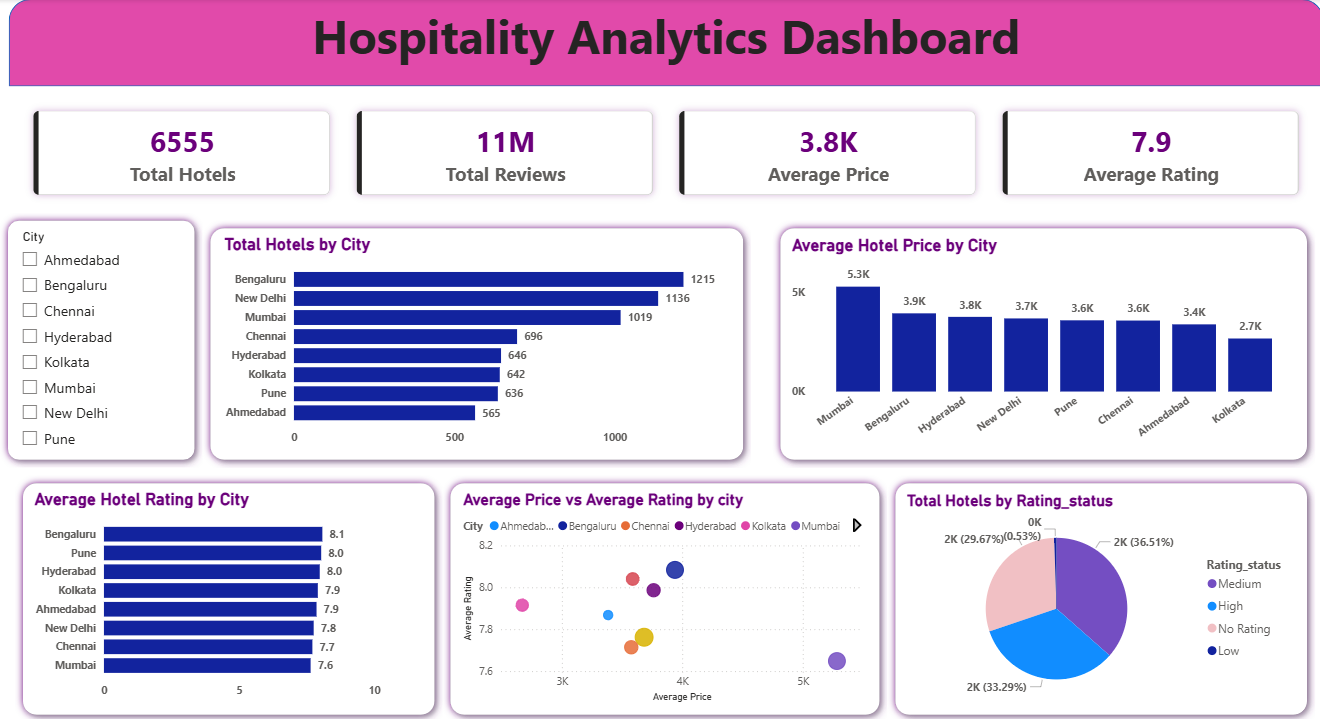 Hospitality Analytics Dashboard
6555
Total Hotels
11M
Total Reviews
3.8K
Average Price
7.9
Average Rating
City
Ahmedabad
Bengaluru
Chennai
Hyderabad
Kolkata
Mumbai
New Delhi
Pune
Total Hotels by City
Bengaluru 1215
New Delhi 1136
Mumbai 1019
Chennai 696
Hyderabad 646
Kolkata 642
Pune 636
Ahmedabad 565
0 500 1000
Average Hotel Price by City
5K
0K
5.3K 3.9K 3.8K 3.7K 3.6K 3.6K 3.4K 2.7K
Mumbai Bengaluru Hyderabad New Delhi Pune Chennai Ahmedabad Kolkata
Average Hotel Rating by City
Bengaluru 8.1
Pune 8.0
Hyderabad 8.0
Kolkata 7.9
Ahmedabad 7.9
New Delhi 7.8
Chennai 7.7
Mumbai 7.6
0 5 10
Average Price vs Average Rating by city
City Ahmedab... Bengaluru Chennai Hyderabad Kolkata Mumbai
Average Rating
8.2
8.0
7.8
7.6
3K 4K 5K
Average Price
Total Hotels by Rating_status
0K
(0.53%)
2K (29.67%)
2K (36.51%)
2K (33.29%)
Rating_status
Medium
High
No Rating
Low